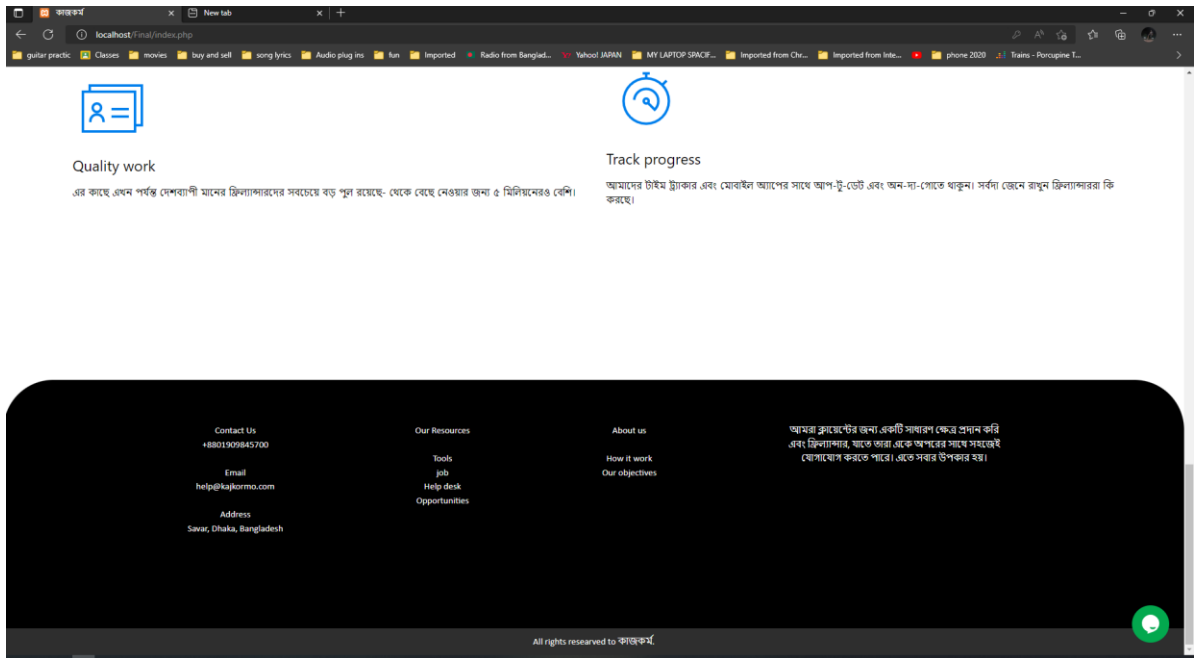 কাজকর্ম
New tab
localhost/Final/index.php
guitar practic Classes movies buy and sell song lyrics Audio plug ins fun Imported Radio from Banglad... Yahoo! JAPAN MY LAPTOP SPACIF... Imported from Chr... Imported from Inte... phone 2020 Trains - Porcupine T...
Quality work
এর কাছে এখন পর্যন্ত দেশব্যাপী মানের ফ্রিল্যান্সারদের সবচেয়ে বড় পুল রয়েছে- থেকে বেছে নেওয়ার জন্য ৫ মিলিয়নেরও বেশি।
Track progress
আমাদের টাইম ট্র্যাকার এবং মোবাইল অ্যাপের সাথে আপ-টু-ডেট এবং অন-দ্য-গোতে থাকুন। সর্বদা জেনে রাখুন ফ্রিল্যান্সাররা কি
করছে।
Contact Us
+8801909845700
Email
help@kajkormo.com
Address
Savar, Dhaka, Bangladesh
Our Resources
Tools
job
Help desk
Opportunities
About us
How it work
Our objectives
আমরা ক্লায়েন্টের জন্য একটি সাধারণ ক্ষেত্র প্রদান করি
এবং ফ্রিল্যান্সার, যাতে তারা একে অপরের সাথে সহজেই
যোগাযোগ করতে পারে। এতে সবার উপকার হয়।
All rights researved to কাজকর্ম.